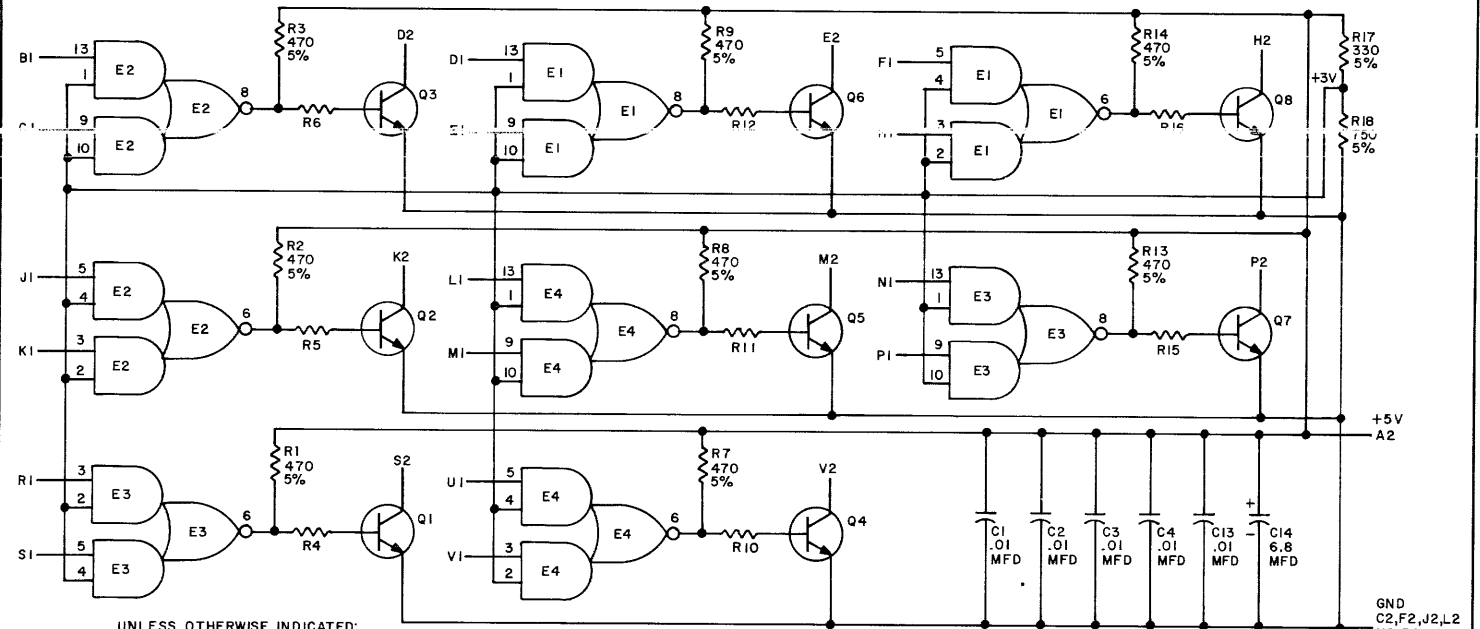 R3
470
5%
D2
R9
470
5%
E2
R14
470
5%
H2
R17
330
5%
+3V
B1
13
1
E2
E2
8
Q3
D1
13
1
E1
E1
8
Q6
F1
5
4
E1
E1
6
Q8
9
10
E2
R6
9
10
E1
R12
3
2
E1
R16
R18
750
5%
R2
470
5%
K2
R8
470
5%
M2
R13
470
5%
P2
J1
5
4
E2
E2
6
Q2
L1
13
1
E4
E4
8
Q5
N1
13
1
E3
E3
8
Q7
K1
3
2
E2
R5
M1
9
10
E4
R11
P1
9
10
E3
R15
+5V
A2
R1
470
5%
S2
R7
470
5%
V2
R1
3
2
E3
E3
6
Q1
U1
5
4
E4
E4
6
Q4
S1
5
4
E3
R4
V1
3
2
E4
R10
C1
.01
MFD
C2
.01
MFD
C3
.01
MFD
C4
.01
MFD
C13
.01
MFD
+
-
C14
6.8
MFD
GND
C2,F2,J2,L2
UNLESS OTHERWISE INDICATED: